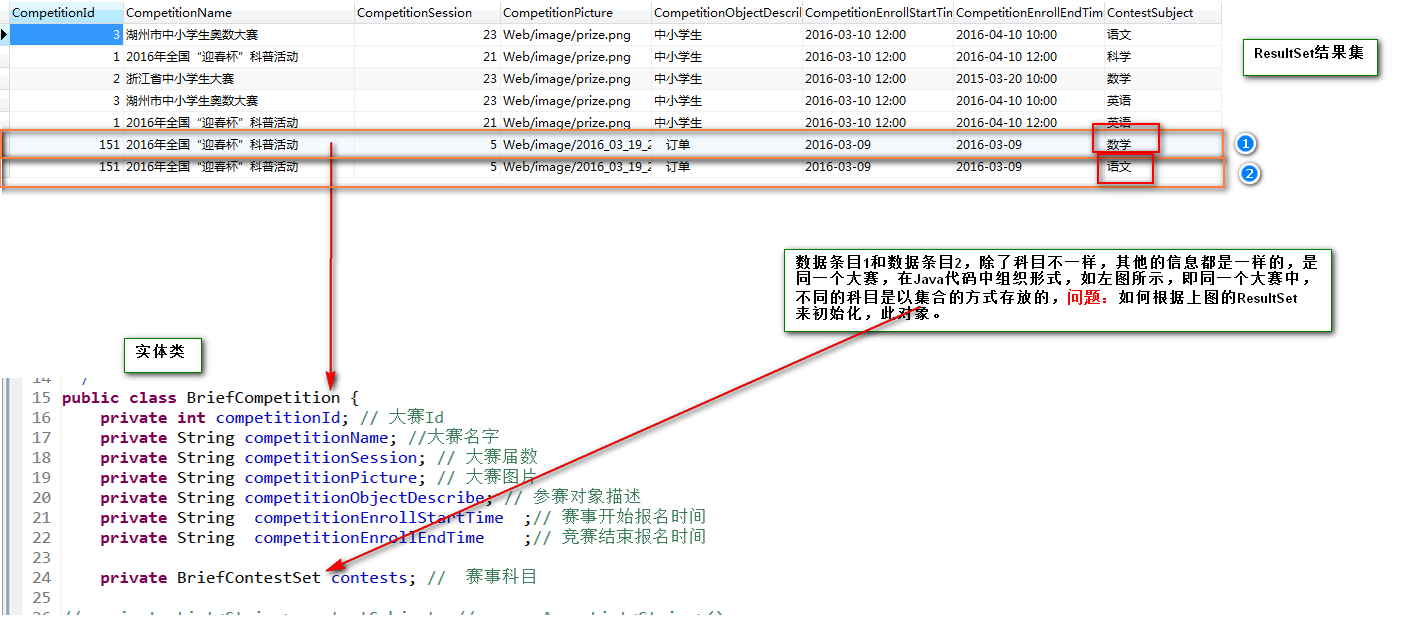 CompetitionId CompetitionName CompetitionSession CompetitionPicture CompetitionObjectDescril CompetitionEnrollStartTin CompetitionEnrollEndTim ContestSubject
3 湖州市中小学生奥数大赛 23 Web/image/prize.png 中小学生 2016-03-10 12:00 2016-04-10 10:00 语文
1 2016年全国“迎春杯”科普活动 21 Web/image/prize.png 中小学生 2016-03-10 12:00 2016-04-10 12:00 科学
2 浙江省中小学生大赛 23 Web/image/prize.png 中小学生 2016-03-10 12:00 2015-03-20 10:00 数学
3 湖州市中小学生奥数大赛 23 Web/image/prize.png 中小学生 2016-03-10 12:00 2016-04-10 10:00 英语
1 2016年全国“迎春杯”科普活动 21 Web/image/prize.png 中小学生 2016-03-10 12:00 2016-04-10 12:00 英语
151 2016年全国“迎春杯”科普活动 5 Web/image/2016_03_19_2 订单 2016-03-09 2016-03-09 数学
151 2016年全国“迎春杯”科普活动 5 Web/image/2016_03_19_2 订单 2016-03-09 2016-03-09 语文
ResultSet结果集
1
2
数据条目1和数据条目2，除了科目不一样，其他的信息都是一样的，是
同一个大赛，在Java代码中组织形式，如左图所示，即同一个大赛中，
不同的科目是以集合的方式存放的，问题：如何根据上图的ResultSet
来初始化，此对象。
实体类
14 /
15 public class BriefCompetition {
16 private int competitionId; // 大赛Id
17 private String competitionName; //大赛名字
18 private String competitionSession; // 大赛届数
19 private String competitionPicture; // 大赛图片
20 private String competitionObjectDescribe; // 参赛对象描述
21 private String competitionEnrollStartTime ;// 赛事开始报名时间
22 private String competitionEnrollEndTime ;// 竞赛结束报名时间
23
24 private BriefContestSet contests; // 赛事科目
25